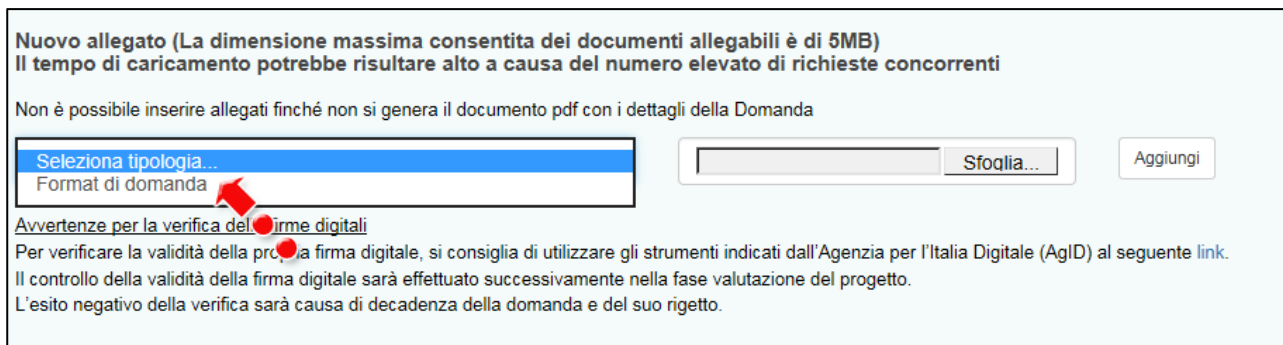 Nuovo allegato (La dimensione massima consentita dei documenti allegabili è di 5MB)
Il tempo di caricamento potrebbe risultare alto a causa del numero elevato di richieste concorrenti
Non è possibile inserire allegati finché non si genera il documento pdf con i dettagli della Domanda
Seleziona tipologia...
Format di domanda
Sfoglia...
Aggiungi
Avvertenze per la verifica delle firme digitali
Per verificare la validità della propria firma digitale, si consiglia di utilizzare gli strumenti indicati dall'Agenzia per l'Italia Digitale (AgID) al seguente link.
Il controllo della validità della firma digitale sarà effettuato successivamente nella fase valutazione del progetto.
L'esito negativo della verifica sarà causa di decadenza della domanda e del suo rigetto.